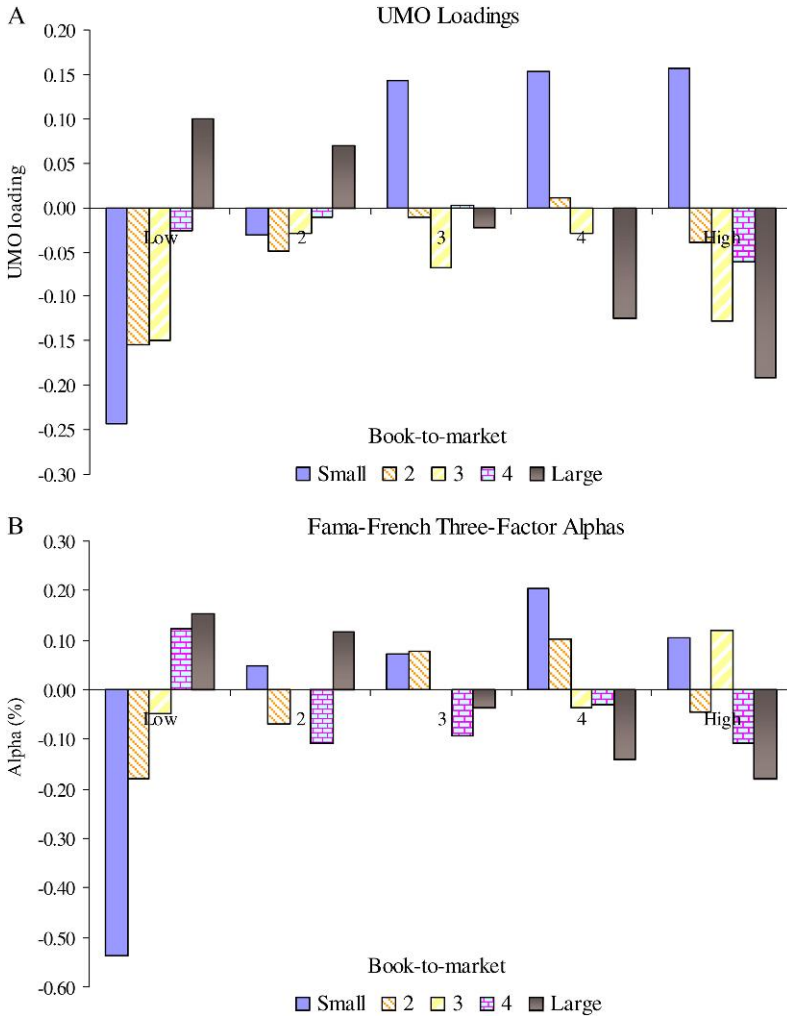 A
UMO Loadings
0.20
0.15
0.10
0.05
0.00
-0.05
-0.10
-0.15
-0.20
-0.25
-0.30
UMO loading
Low 2 3 4 High
Book-to-market
Small 2 3 4 Large
B
Fama-French Three-Factor Alphas
0.30
0.20
0.10
0.00
-0.10
-0.20
-0.30
-0.40
-0.50
-0.60
Alpha (%)
Low 2 3 4 High
Book-to-market
Small 2 3 4 Large